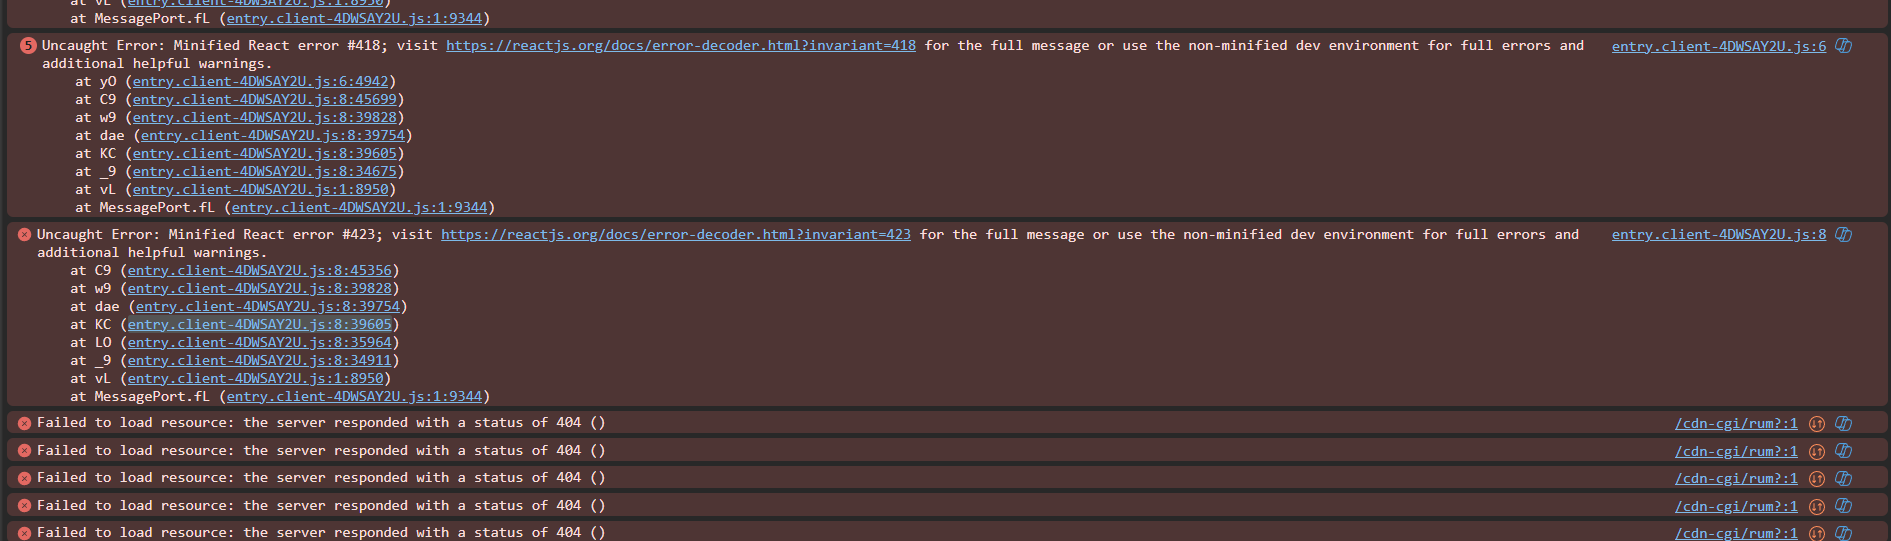 at vL (entry.client-4DWSAY2U.js:1:8950)
at MessagePort.fL (entry.client-4DWSAY2U.js:1:9344)
5 Uncaught Error: Minified React error #418; visit https://reactjs.org/docs/error-decoder.html?invariant=418 for the full message or use the non-minified dev environment for full errors and entry.client-4DWSAY2U.js:6
additional helpful warnings.
at yO (entry.client-4DWSAY2U.js:6:4942)
at C9 (entry.client-4DWSAY2U.js:8:45699)
at w9 (entry.client-4DWSAY2U.js:8:39828)
at dae (entry.client-4DWSAY2U.js:8:39754)
at KC (entry.client-4DWSAY2U.js:8:39605)
at _9 (entry.client-4DWSAY2U.js:8:34675)
at vL (entry.client-4DWSAY2U.js:1:8950)
at MessagePort.fL (entry.client-4DWSAY2U.js:1:9344)
Uncaught Error: Minified React error #423; visit https://reactjs.org/docs/error-decoder.html?invariant=423 for the full message or use the non-minified dev environment for full errors and entry.client-4DWSAY2U.js:8
additional helpful warnings.
at C9 (entry.client-4DWSAY2U.js:8:45356)
at w9 (entry.client-4DWSAY2U.js:8:39828)
at dae (entry.client-4DWSAY2U.js:8:39754)
at KC (entry.client-4DWSAY2U.js:8:39605)
at LO (entry.client-4DWSAY2U.js:8:35964)
at _9 (entry.client-4DWSAY2U.js:8:34911)
at vL (entry.client-4DWSAY2U.js:1:8950)
at MessagePort.fL (entry.client-4DWSAY2U.js:1:9344)
Failed to load resource: the server responded with a status of 404 () /cdn-cgi/rum?:1
Failed to load resource: the server responded with a status of 404 () /cdn-cgi/rum?:1
Failed to load resource: the server responded with a status of 404 () /cdn-cgi/rum?:1
Failed to load resource: the server responded with a status of 404 () /cdn-cgi/rum?:1
Failed to load resource: the server responded with a status of 404 () /cdn-cgi/rum?:1